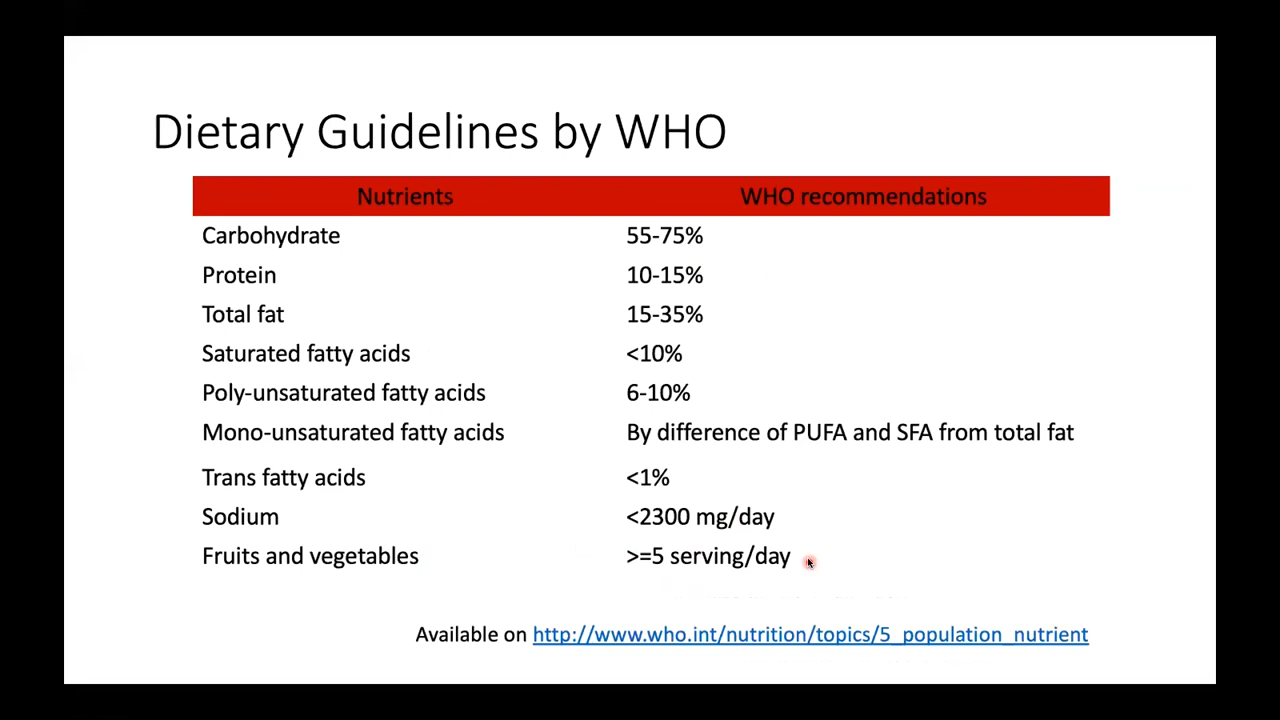 Dietary Guidelines by WHO
Nutrients WHO recommendations
Carbohydrate 55-75%
Protein 10-15%
Total fat 15-35%
Saturated fatty acids <10%
Poly-unsaturated fatty acids 6-10%
Mono-unsaturated fatty acids By difference of PUFA and SFA from total fat
Trans fatty acids <1%
Sodium <2300 mg/day
Fruits and vegetables >=5 serving/day
Available on http://www.who.int/nutrition/topics/5_population_nutrient